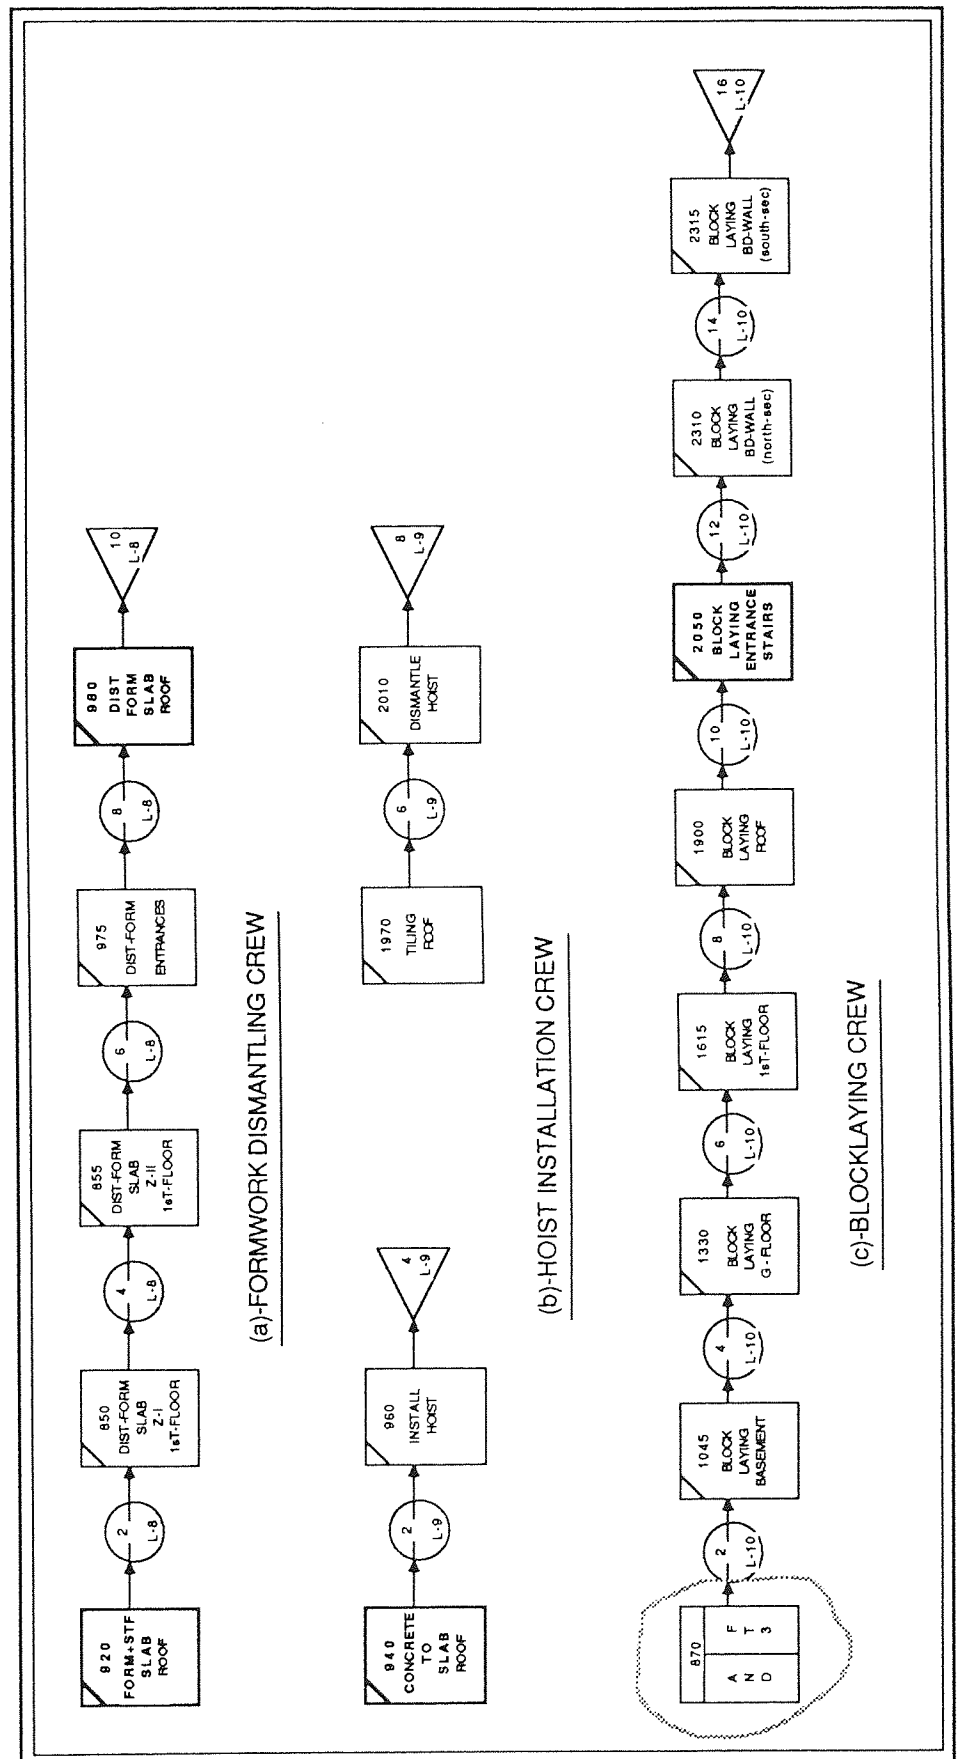 920
FORM+STF
SLAB
ROOF
2
L-8
850
DIST-FORM
SLAB
Z-I
1sT-FLOOR
4
L-8
855
DIST-FORM
SLAB
Z-II
1sT-FLOOR
6
L-8
975
DIST-FORM
ENTRANCES
8
L-8
980
DIST
FORM
SLAB
ROOF
10
L-8
(a)-FORMWORK DISMANTLING CREW
940
CONCRETE
TO
SLAB
ROOF
2
L-9
960
INSTALL
HOIST
4
L-9
1970
TILING
ROOF
6
L-9
2010
DISMANTLE
HOIST
8
L-9
(b)-HOIST INSTALLATION CREW
870
A F
N T
D 3
2
L-10
1045
BLOCK
LAYING
BASEMENT
4
L-10
1330
BLOCK
LAYING
G-FLOOR
6
L-10
1615
BLOCK
LAYING
1sT-FLOOR
8
L-10
1900
BLOCK
LAYING
ROOF
10
L-10
2050
BLOCK
LAYING
ENTRANCE
STAIRS
12
L-10
2310
BLOCK
LAYING
BD-WALL
(north-sec)
14
L-10
2315
BLOCK
LAYING
BD-WALL
(south-sec)
16
L-10
(c)-BLOCKLAYING CREW